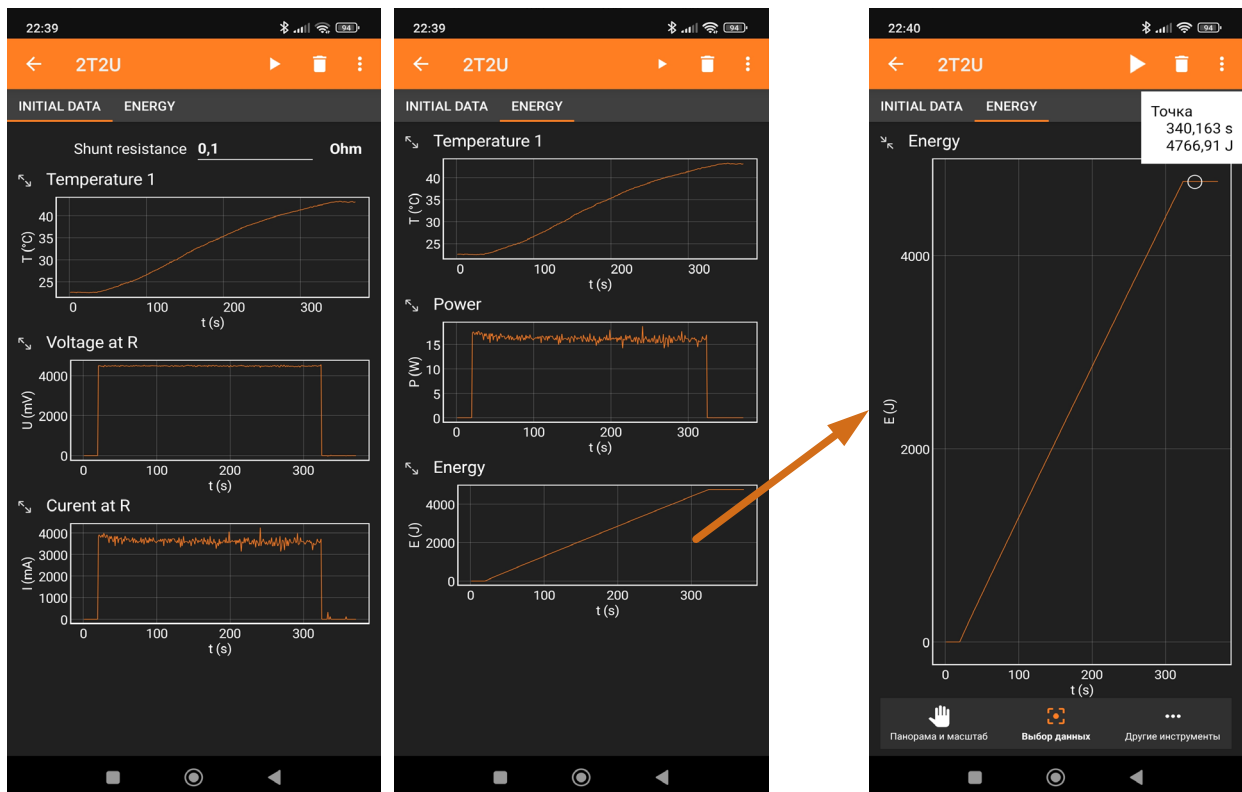 22:39
94
2T2U
INITIAL DATA ENERGY
Shunt resistance 0,1 Ohm
Temperature 1
T (°C)
40
35
30
25
0 100 200 300
t (s)
Voltage at R
U (mV)
4000
2000
0
0 100 200 300
t (s)
Curent at R
I (mA)
4000
3000
2000
1000
0
0 100 200 300
t (s)
22:39
94
2T2U
INITIAL DATA ENERGY
Temperature 1
T (°C)
40
35
30
25
0 100 200 300
t (s)
Power
P (W)
15
10
5
0
0 100 200 300
t (s)
Energy
E (J)
4000
2000
0
0 100 200 300
t (s)
22:40
94
2T2U
INITIAL DATA ENERGY
Точка
340,163 s
4766,91 J
Energy
E (J)
4000
2000
0
0 100 200 300
t (s)
Панорама и масштаб Выбор данных Другие инструменты